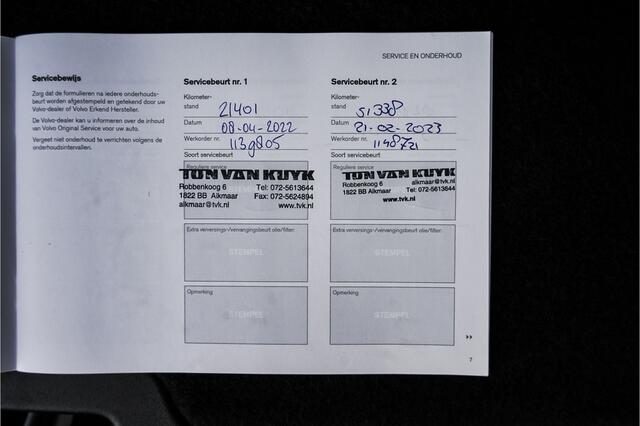 SERVICE EN ONDERHOUD
Servicebewijs
Zorg dat de formulieren na iedere onderhouds-
beurt worden afgestempeld en getekend door uw
Volvo-dealer of Volvo Erkend Hersteller.
De Volvo-dealer kan u informeren over de inhoud
van Volvo Original Service voor uw auto.
Vergeet niet onderhoud te verrichten volgens de
onderhoudsintervallen.
Servicebeurt nr. 1
Kilometer-
stand 21401
Datum 08-04-2022
Werkorder nr. 1139805
Soort servicebeurt
Reguliere service
TON VAN KUYK
Robbenkoog 6 Tel: 072-5613644
1822 BB Alkmaar Fax: 072-5624894
alkmaar@tvk.nl www.tvk.nl
Extra verversings-/vervangingsbeurt olie/filter:
STEMPEL
Opmerking
STEMPEL
Servicebeurt nr. 2
Kilometer-
stand 51338
Datum 21-02-2023
Werkorder nr. 1148721
Soort servicebeurt
Reguliere service
TON VAN KUYK
Robbenkoog 6 alkmaar@tvk.nl
1822 BB Alkmaar Tel: 072-5613644
www.tvk.nl
Extra verversings-/vervangingsbeurt olie/filter:
STEMPEL
Opmerking
STEMPEL
7